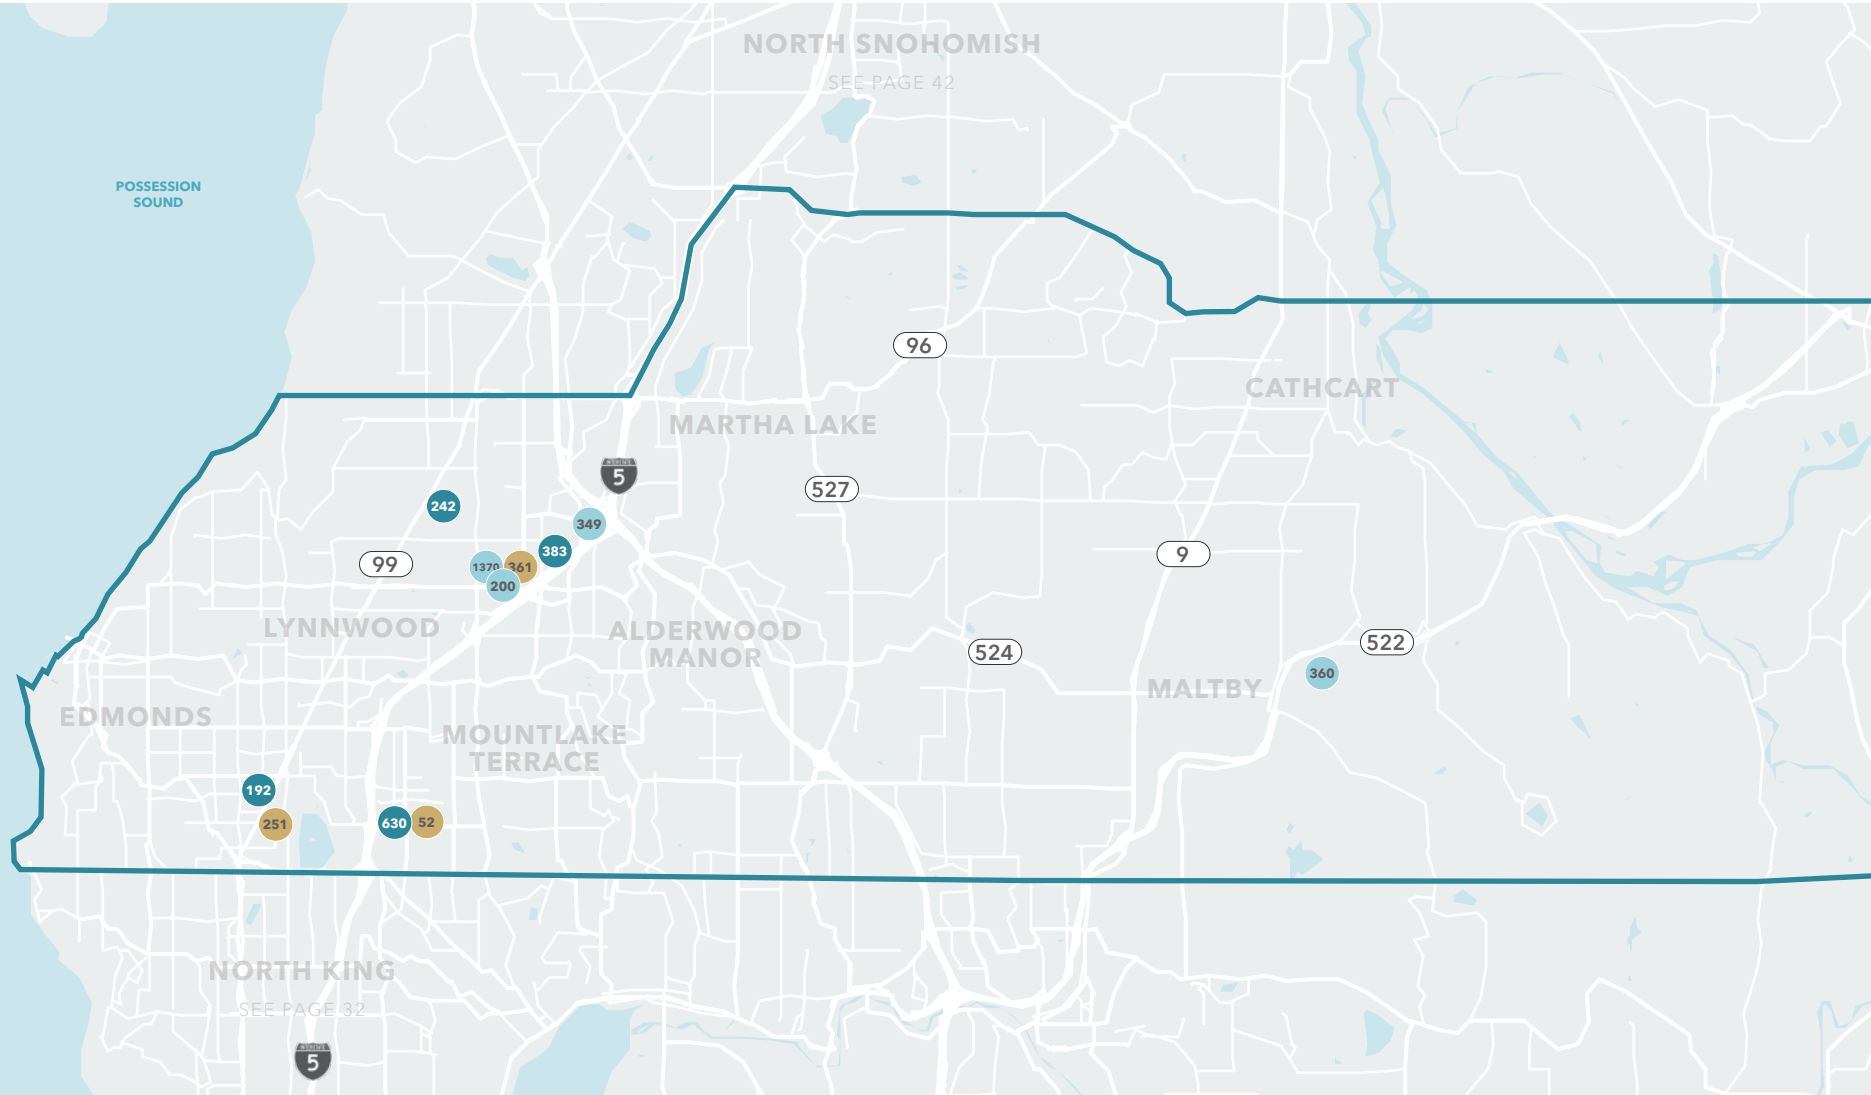 NORTH SNOHOMISH
SEE PAGE 42
POSSESSION
SOUND
96
CATHCART
MARTHA LAKE
5
527
242
349
383
9
99
1370
361
200
LYNNWOOD
ALDERWOOD
MANOR
524
522
360
MALTBY
EDMONDS
MOUNTLAKE
TERRACE
192
251
630
52
NORTH KING
SEE PAGE 32
5